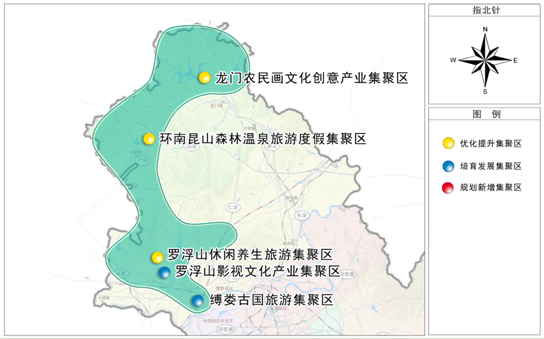 指北针
N
W
E
S
图 例
优化提升集聚区
培育发展集聚区
规划新增集聚区
龙门农民画文化创意产业集聚区
环南昆山森林温泉旅游度假集聚区
罗浮山休闲养生旅游集聚区
罗浮山影视文化产业集聚区
缚娄古国旅游集聚区